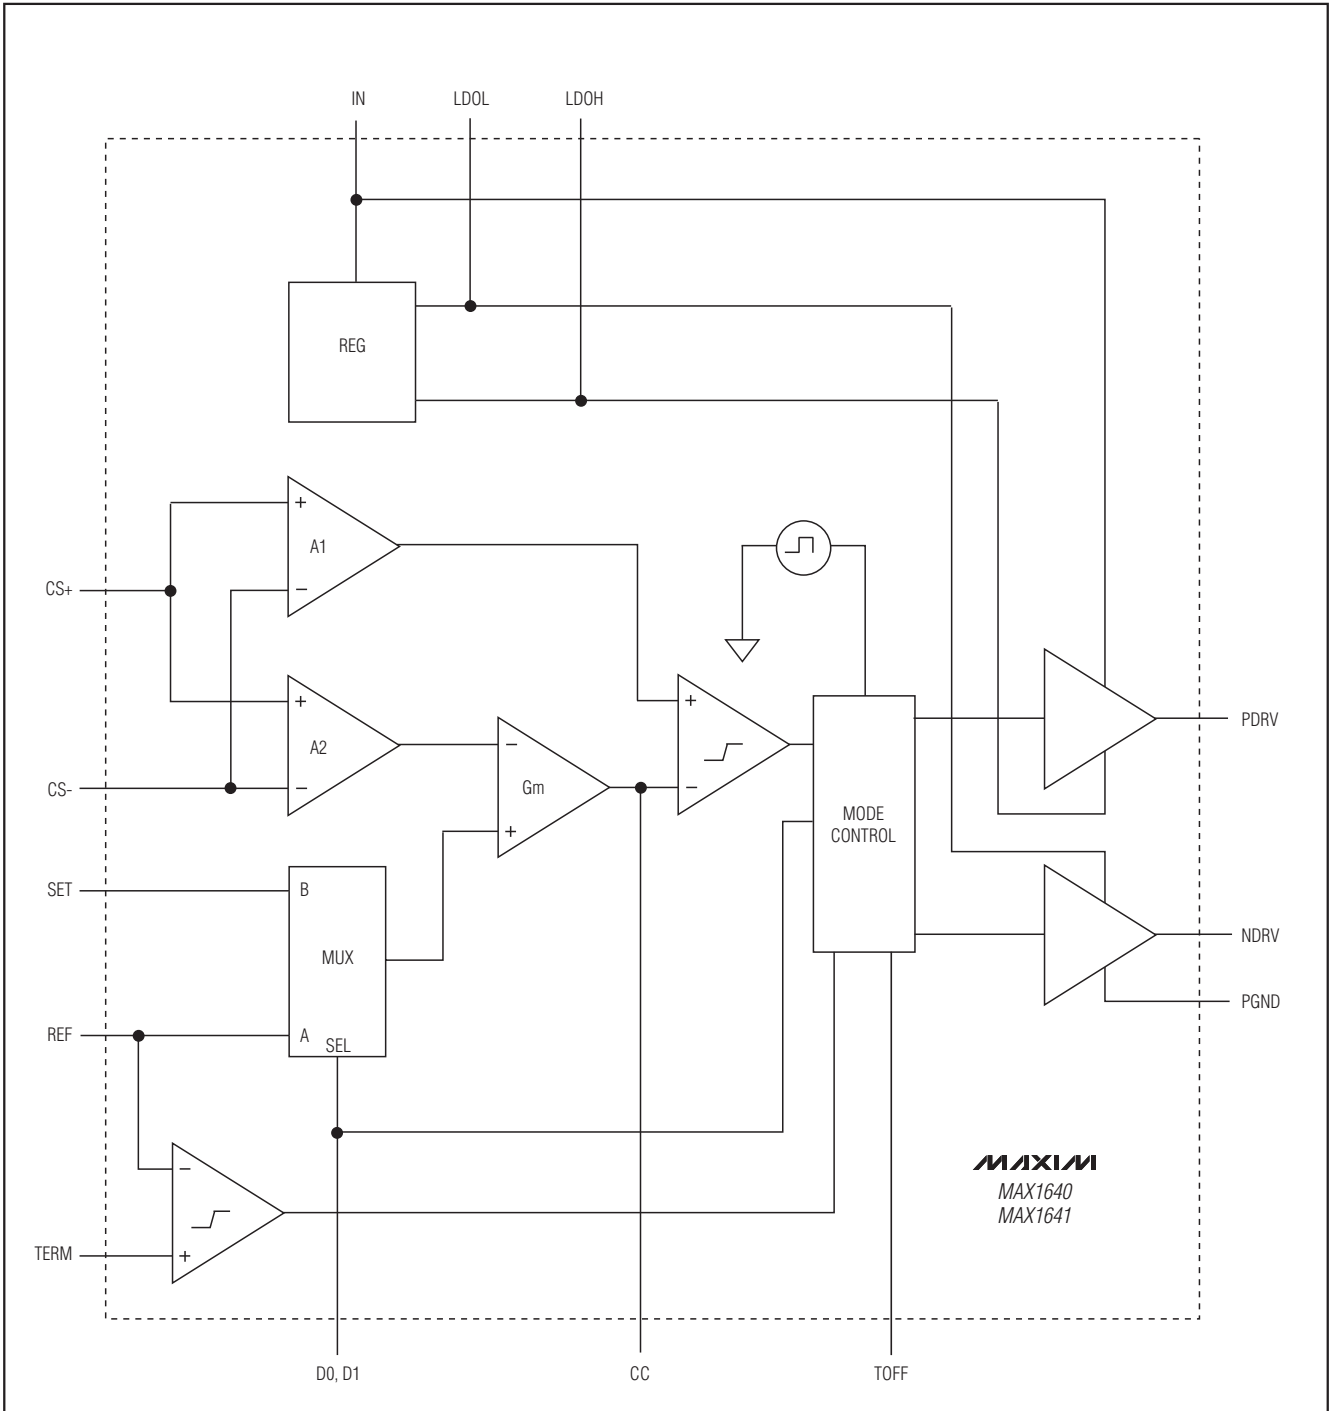 IN
LDOL
LDOH
REG
+
A1
−
CS+
+
A2
−
CS-
+
−
−
Gm
+
MODE
CONTROL
PDRV
SET
B
MUX
NDRV
PGND
REF
A
SEL
−
+
TERM
MAXIM
MAX1640
MAX1641
D0, D1
CC
TOFF